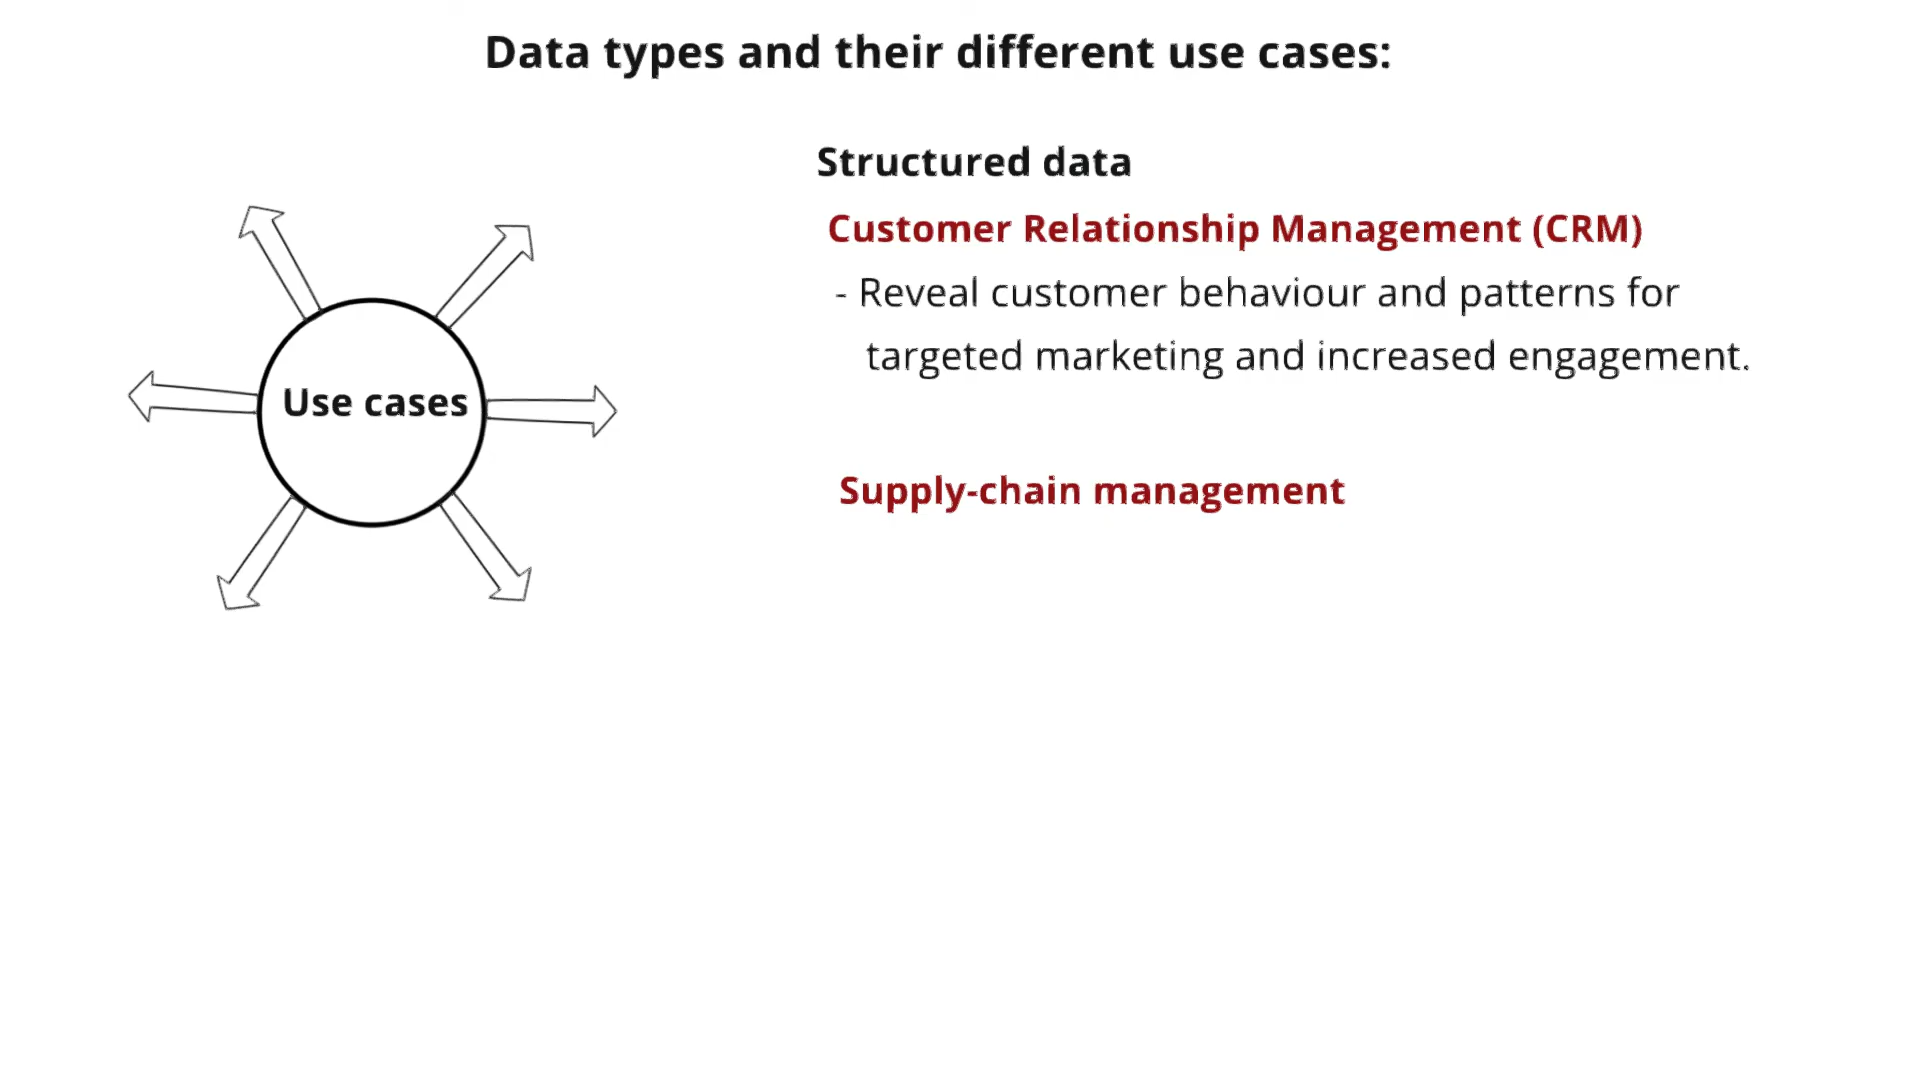 Data types and their different use cases:
Structured data
Customer Relationship Management (CRM)
- Reveal customer behaviour and patterns for
targeted marketing and increased engagement.
Use cases
Supply-chain management